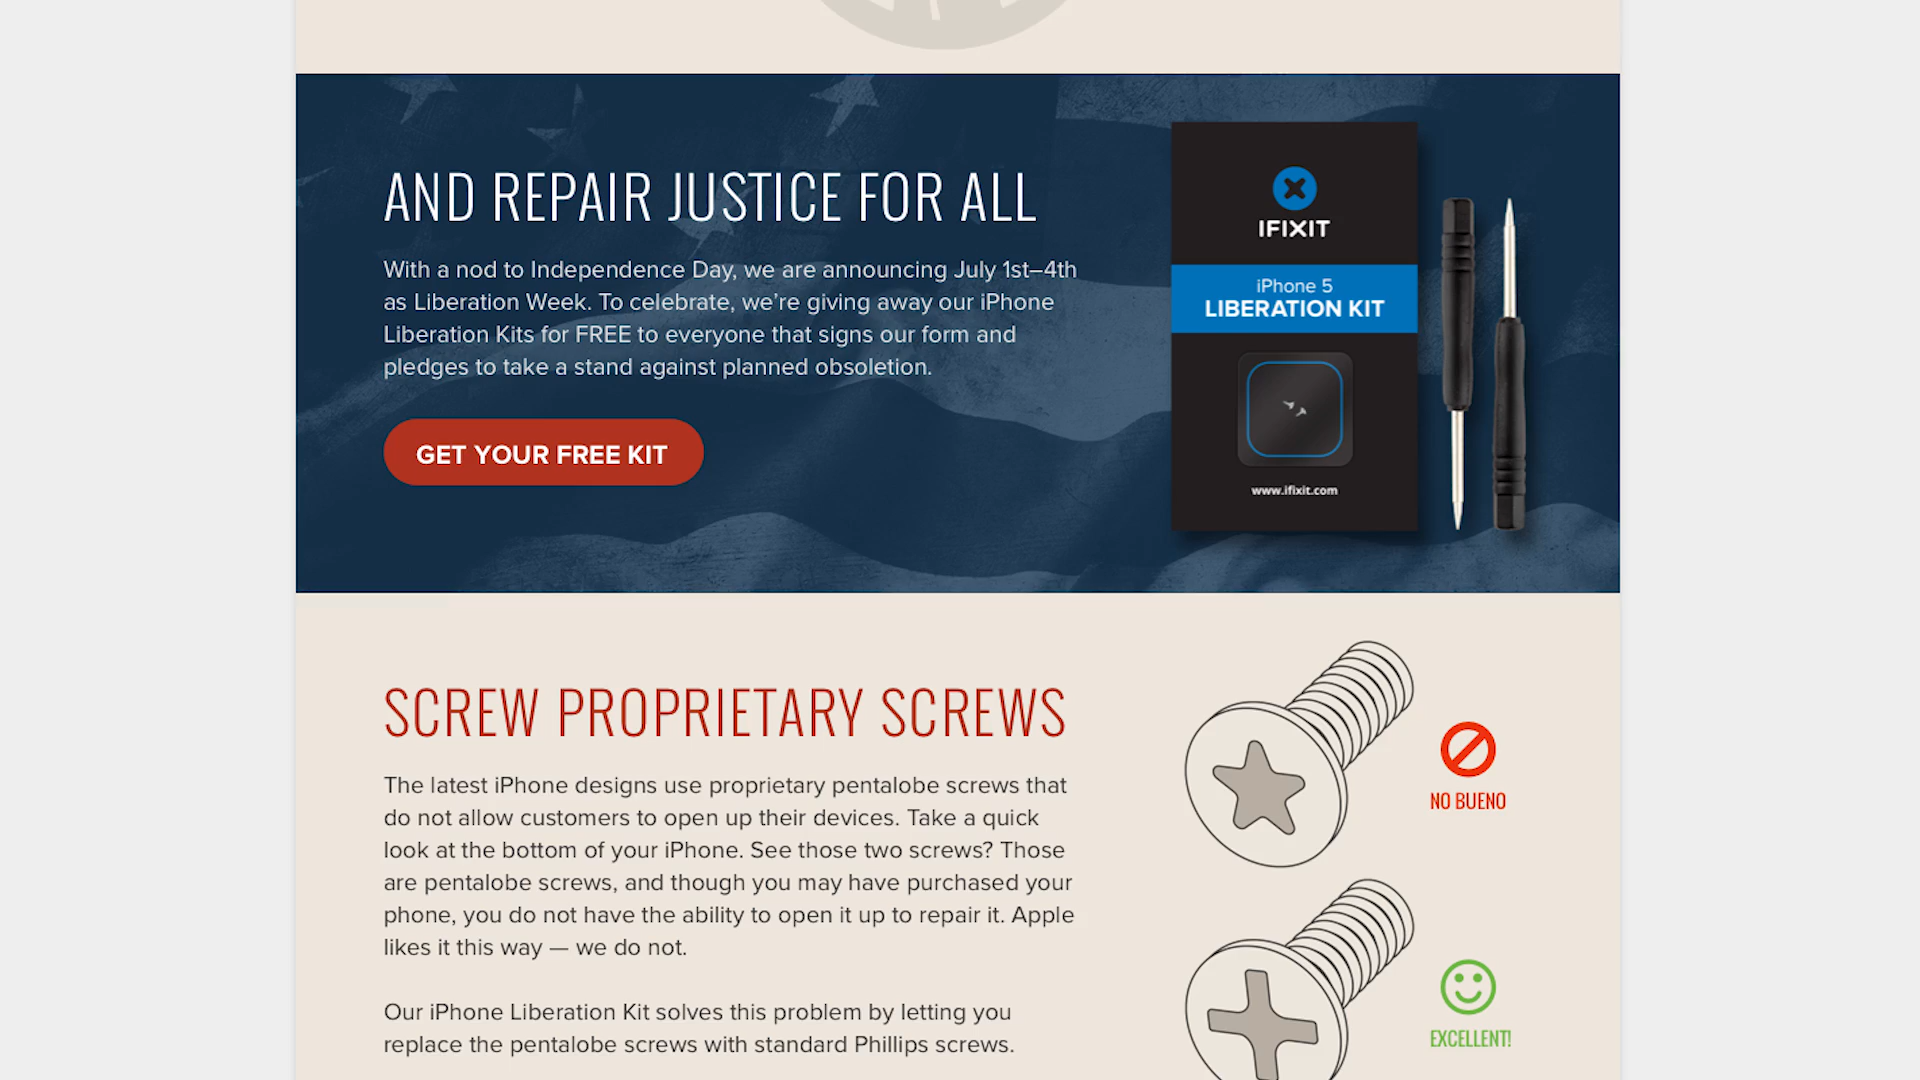 AND REPAIR JUSTICE FOR ALL
With a nod to Independence Day, we are announcing July 1st–4th
as Liberation Week. To celebrate, we’re giving away our iPhone
Liberation Kits for FREE to everyone that signs our form and
pledges to take a stand against planned obsoletion.
GET YOUR FREE KIT
IFIXIT
iPhone 5
LIBERATION KIT
www.ifixit.com
SCREW PROPRIETARY SCREWS
The latest iPhone designs use proprietary pentalobe screws that
do not allow customers to open up their devices. Take a quick
look at the bottom of your iPhone. See those two screws? Those
are pentalobe screws, and though you may have purchased your
phone, you do not have the ability to open it up to repair it. Apple
likes it this way — we do not.
Our iPhone Liberation Kit solves this problem by letting you
replace the pentalobe screws with standard Phillips screws.
NO BUENO
EXCELLENT!